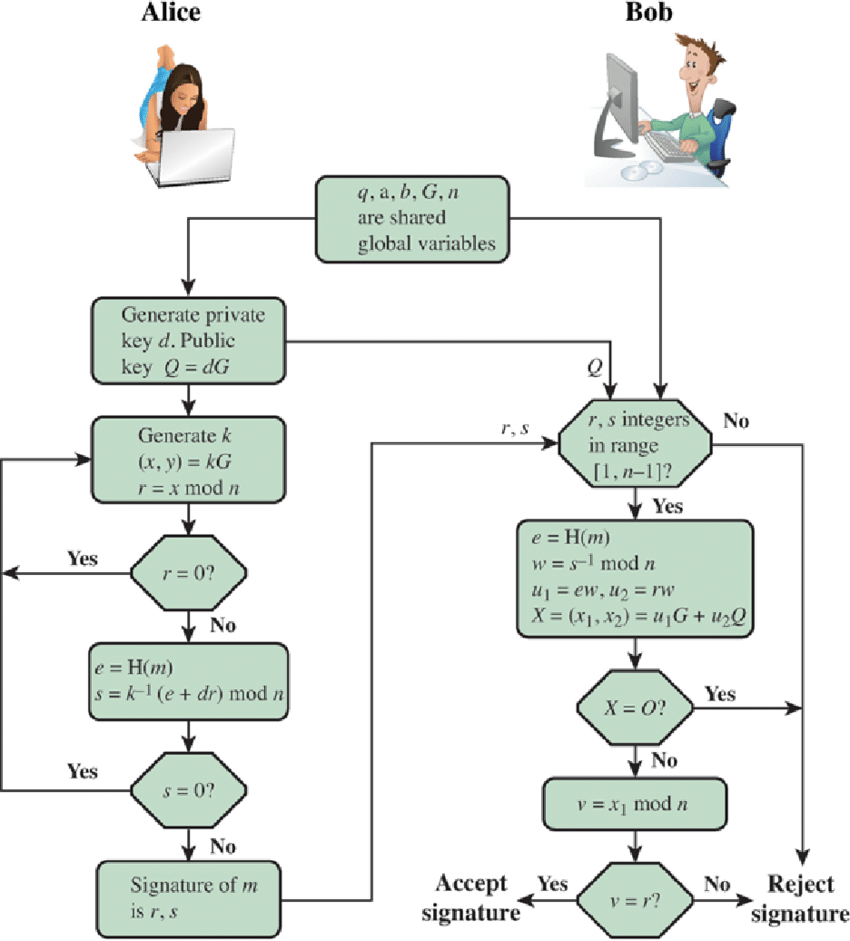 Alice
Bob
q, a, b, G, n
are shared
global variables
Generate private
key d. Public
key Q = dG
Q
Generate k
(x, y) = kG
r = x mod n
r, s
r, s integers
in range
[1, n–1]?
No
Yes
Yes
r = 0?
No
e = H(m)
w = s⁻¹ mod n
u₁ = ew, u₂ = rw
X = (x₁, x₂) = u₁G + u₂Q
e = H(m)
s = k⁻¹ (e + dr) mod n
X = O?
Yes
No
Yes
s = 0?
No
v = x₁ mod n
Signature of m
is r, s
Accept
signature
Yes
v = r?
No
Reject
signature